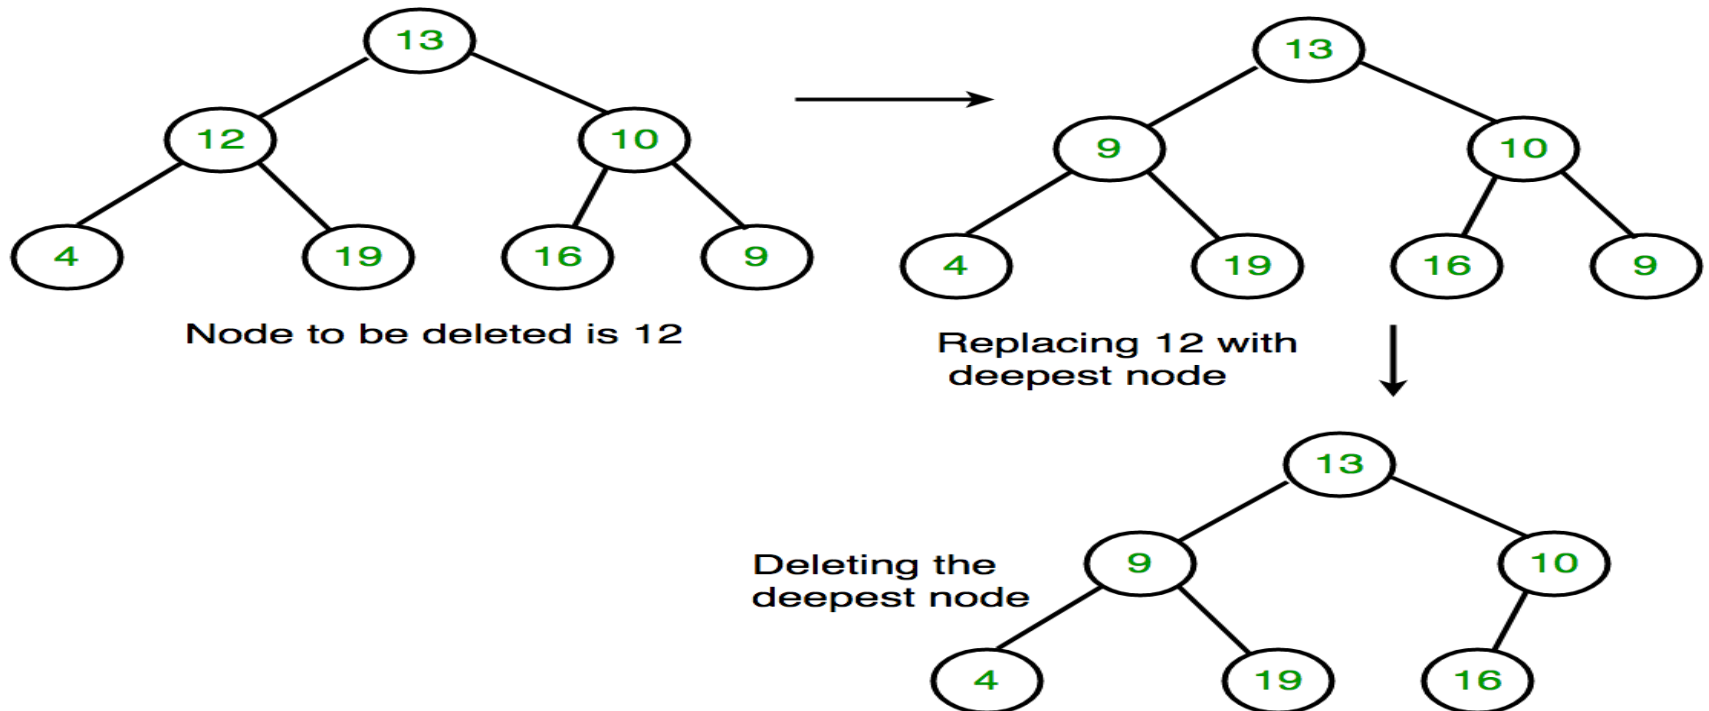 13
12 10
4 19 16 9
Node to be deleted is 12
13
9 10
4 19 16 9
Replacing 12 with
deepest node
13
9 10
Deleting the
deepest node
4 19 16